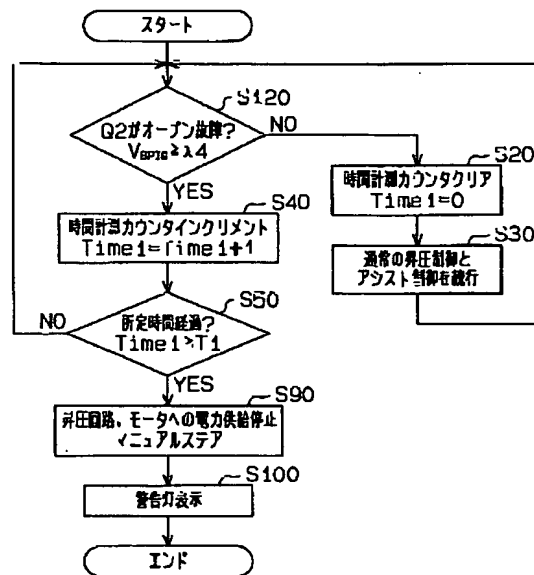 スタート
S120
Q2がオープン故障?
VBPIG≧λ4
NO
YES
S20
時間計測カウンタクリア
Time1=0
S40
時間計測カウンタインクリメント
Time1=Time1+1
S30
通常の昇圧制御と
アシスト制御を続行
S50
NO
所定時間経過?
Time1≧T1
YES
S90
昇圧回路、モータへの電力供給停止
マニュアルステア
S100
警告灯表示
エンド